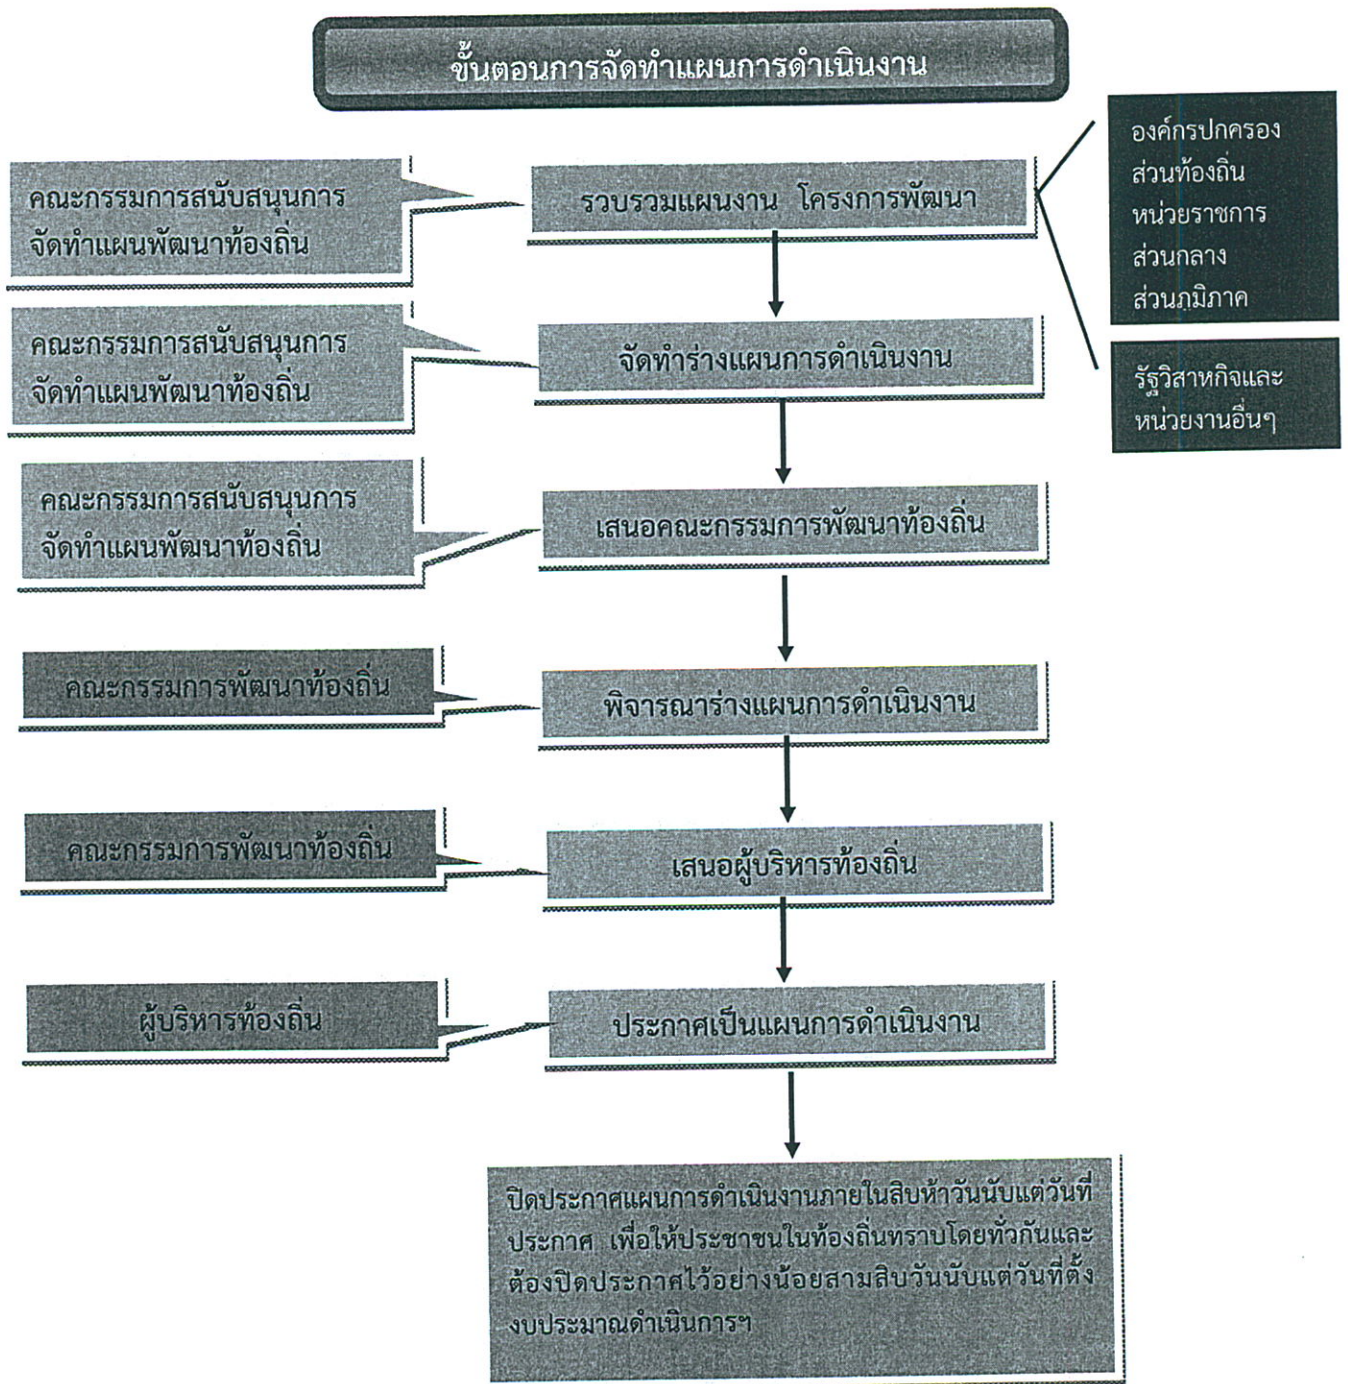 ขั้นตอนการจัดทำแผนการดำเนินงาน
คณะกรรมการสนับสนุนการ
จัดทำแผนพัฒนาท้องถิ่น
รวบรวมแผนงาน โครงการพัฒนา
องค์กรปกครอง
ส่วนท้องถิ่น
หน่วยราชการ
ส่วนกลาง
ส่วนภูมิภาค
คณะกรรมการสนับสนุนการ
จัดทำแผนพัฒนาท้องถิ่น
จัดทำร่างแผนการดำเนินงาน
รัฐวิสาหกิจและ
หน่วยงานอื่นๆ
คณะกรรมการสนับสนุนการ
จัดทำแผนพัฒนาท้องถิ่น
เสนอคณะกรรมการพัฒนาท้องถิ่น
คณะกรรมการพัฒนาท้องถิ่น
พิจารณาร่างแผนการดำเนินงาน
คณะกรรมการพัฒนาท้องถิ่น
เสนอผู้บริหารท้องถิ่น
ผู้บริหารท้องถิ่น
ประกาศเป็นแผนการดำเนินงาน
ปิดประกาศแผนการดำเนินงานภายในสิบห้าวันนับแต่วันที่
ประกาศ เพื่อให้ประชาชนในท้องถิ่นทราบโดยทั่วกันและ
ต้องปิดประกาศไว้อย่างน้อยสามสิบวันนับแต่วันที่ตั้ง
งบประมาณดำเนินการฯ